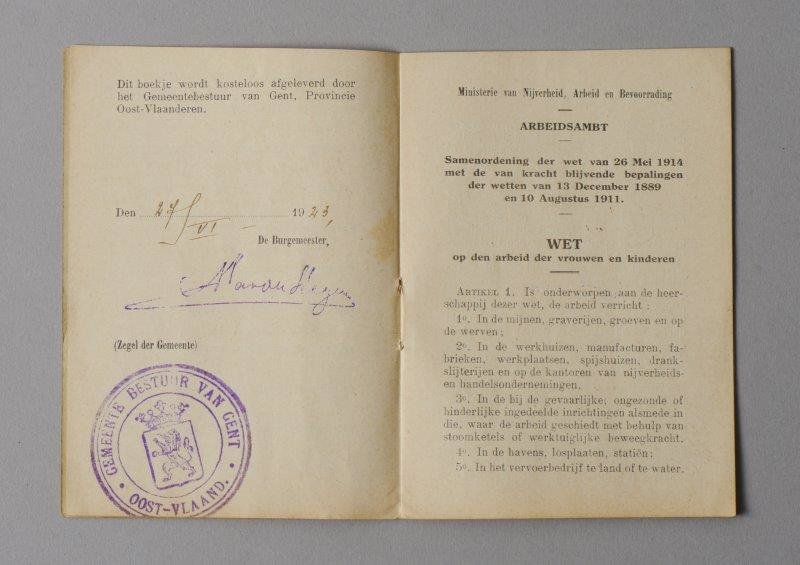 Dit boekje wordt kosteloos afgeleverd door
het Gemeentebestuur van Gent, Provincie
Oost-Vlaanderen.
Den 27/VI 1923,
De Burgemeester,
(Zegel der Gemeente)
GEMEENTE BESTUUR VAN GENT
• OOST-VLAAND. •
Ministerie van Nijverheid, Arbeid en Bevoorrading
ARBEIDSAMBT
Samenordening der wet van 26 Mei 1914
met de van kracht blijvende bepalingen
der wetten van 13 December 1889
en 10 Augustus 1911.
WET
op den arbeid der vrouwen en kinderen
ARTIKEL 1. Is onderworpen aan de heer-
schappij dezer wet, de arbeid verricht :
1º. In de mijnen, graverijen, groeven en op
de werven ;
2º. In de werkhuizen, manufacturen, fa-
brieken, werkplaatsen, spijshuizen, drank-
slijterijen en op de kantoren van nijverheids-
en handelsondernemingen.
3º. In de bij de gevaarlijke, ongezonde of
hinderlijke ingedeelde inrichtingen alsmede in
die, waar de arbeid geschiedt met behulp van
stoomketels of werktuiglijke beweegkracht.
4º. In de havens, losplaaten, statiën ;
5º. In het vervoerbedrijf te land of te water.